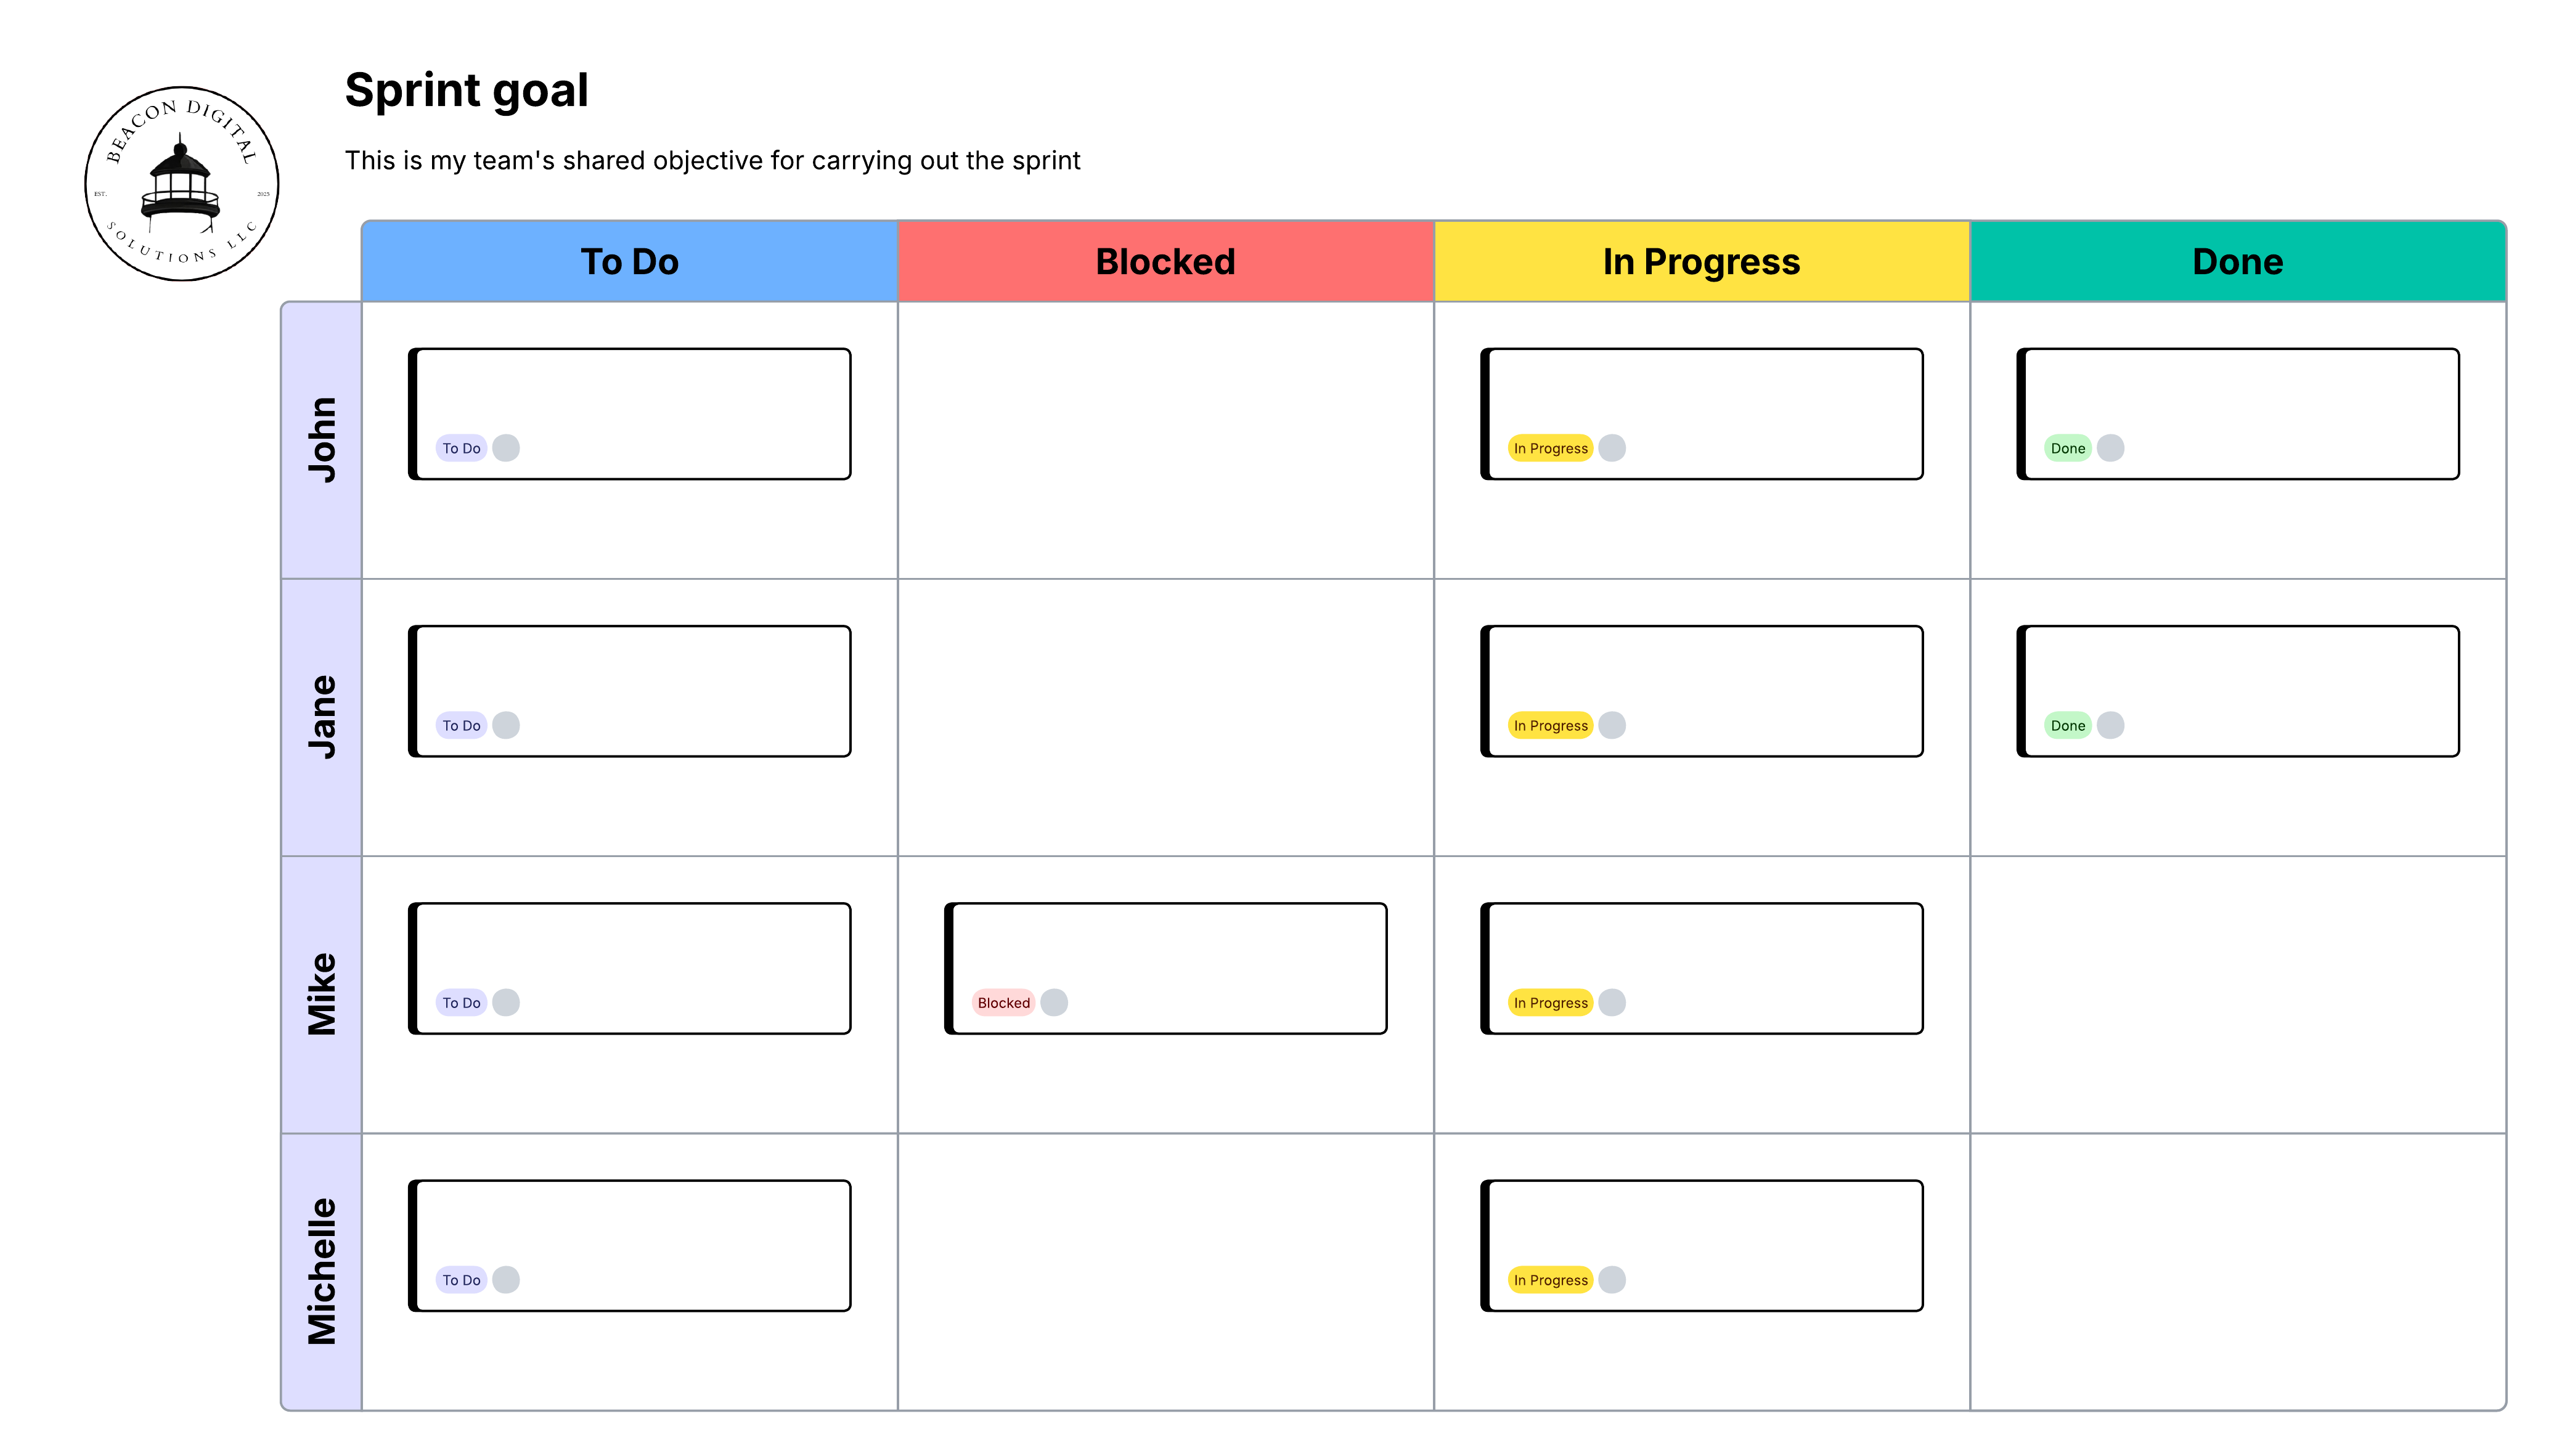 BEACON DIGITAL
EST.
2025
SOLUTIONS LLC
Sprint goal
This is my team's shared objective for carrying out the sprint
To Do
Blocked
In Progress
Done
John
To Do
In Progress
Done
Jane
To Do
In Progress
Done
Mike
To Do
Blocked
In Progress
Michelle
To Do
In Progress